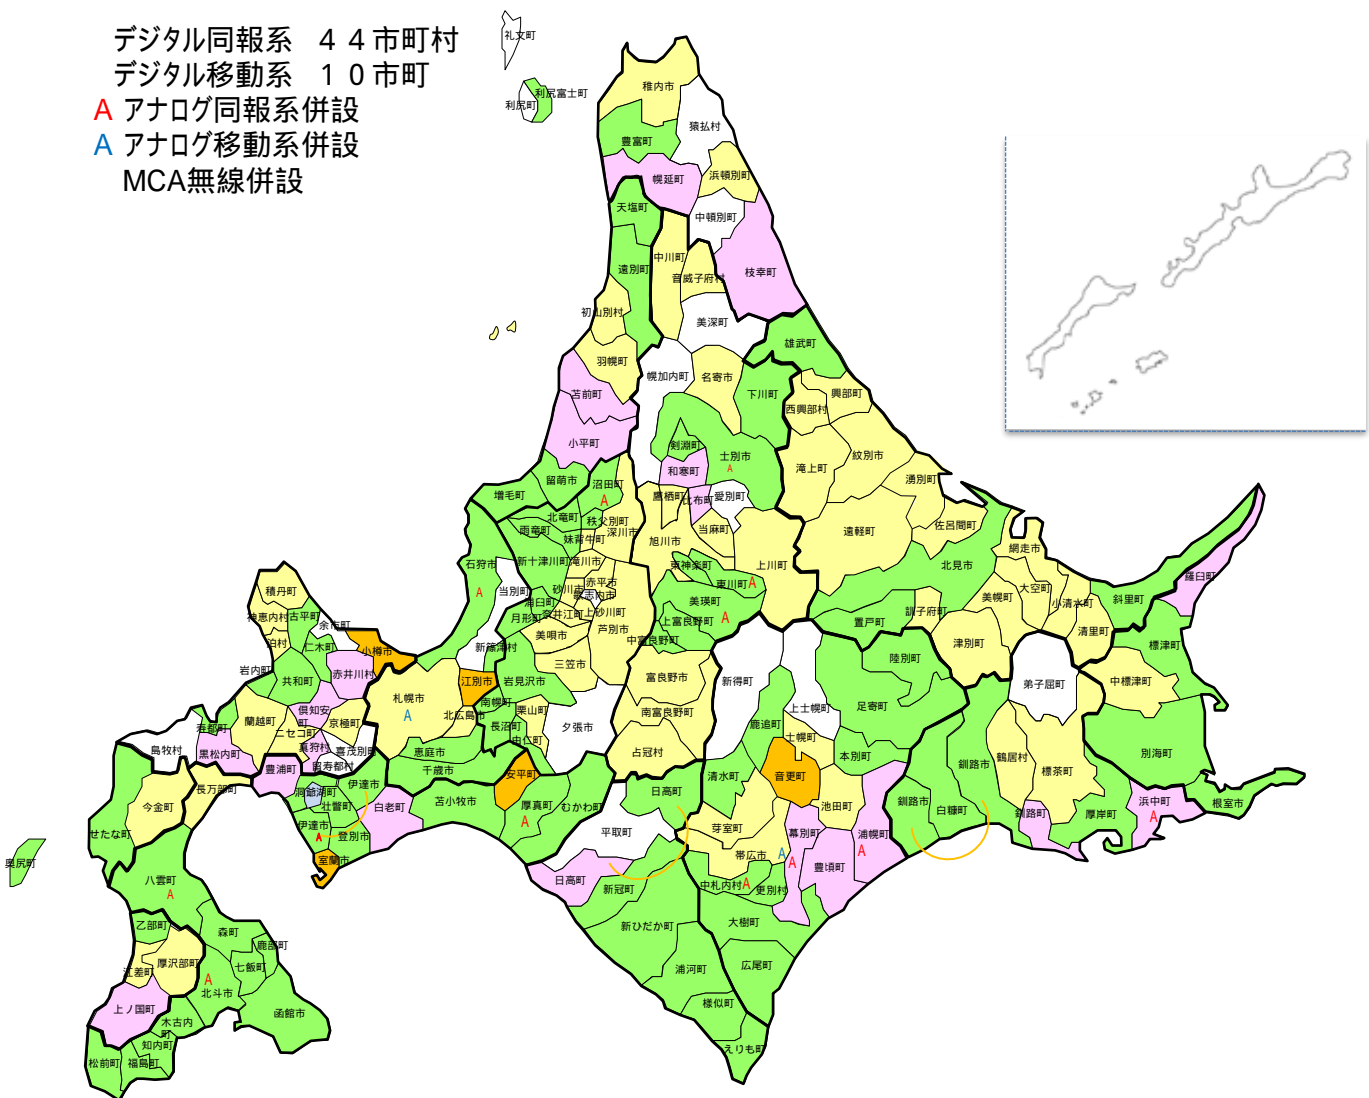 デジタル同報系 44市町村
デジタル移動系 10市町
A アナログ同報系併設
A アナログ移動系併設
MCA無線併設
礼文町
利尻富士町
利尻町
稚内市
猿払村
豊富町
浜頓別町
幌延町
中頓別町
天塩町
枝幸町
中川町
遠別町
音威子府村
初山別村
美深町
雄武町
羽幌町
幌加内町
名寄市
下川町
苫前町
興部町
西興部村
小平町
剣淵町
士別市
A
紋別市
滝上町
和寒町
湧別町
留萌市
沼田町
A
増毛町
鷹栖町
比布町
愛別町
北竜町
秩父別町
雨竜町
深川市
妹背牛町
当麻町
旭川市
遠軽町
佐呂間町
網走市
石狩市
A
新十津川町
滝川市
東神楽町
上川町
北見市
当別町
砂川市
赤平市
歌志内市
東川町
A
大空町
小清水町
羅臼町
積丹町
浦臼町
奈井江町
上砂川町
美瑛町
美幌町
斜里町
神恵内村
古平町
月形町
芦別市
上富良野町
A
訓子府町
置戸町
清里町
余市町
美唄市
中富良野町
津別町
標津町
泊村
仁木町
小樽市
新篠津村
三笠市
陸別町
岩内町
共和町
赤井川村
江別市
岩見沢市
富良野市
新得町
弟子屈町
中標津町
札幌市
A
南幌町
栗山町
上士幌町
足寄町
倶知安町
北広島市
長沼町
夕張市
南富良野町
鹿追町
寿都町
蘭越町
ニセコ町
京極町
由仁町
士幌町
島牧村
黒松内町
真狩村
喜茂別町
恵庭市
占冠村
本別町
別海町
留寿都村
千歳市
安平町
清水町
音更町
釧路市
鶴居村
標茶町
豊浦町
伊達市
長万部町
洞爺湖町
壮瞥町
白老町
苫小牧市
厚真町
A
むかわ町
日高町
池田町
釧路市
白糠町
釧路町
厚岸町
浜中町
A
根室市
今金町
せたな町
伊達市
A
登別市
平取町
芽室町
幕別町
A
浦幌町
A
室蘭市
帯広市
A
豊頃町
奥尻町
八雲町
A
日高町
新冠町
中札内村
A
更別村
乙部町
森町
新ひだか町
大樹町
鹿部町
江差町
厚沢部町
七飯町
浦河町
広尾町
北斗市
A
上ノ国町
函館市
様似町
木古内町
知内町
松前町
福島町
えりも町